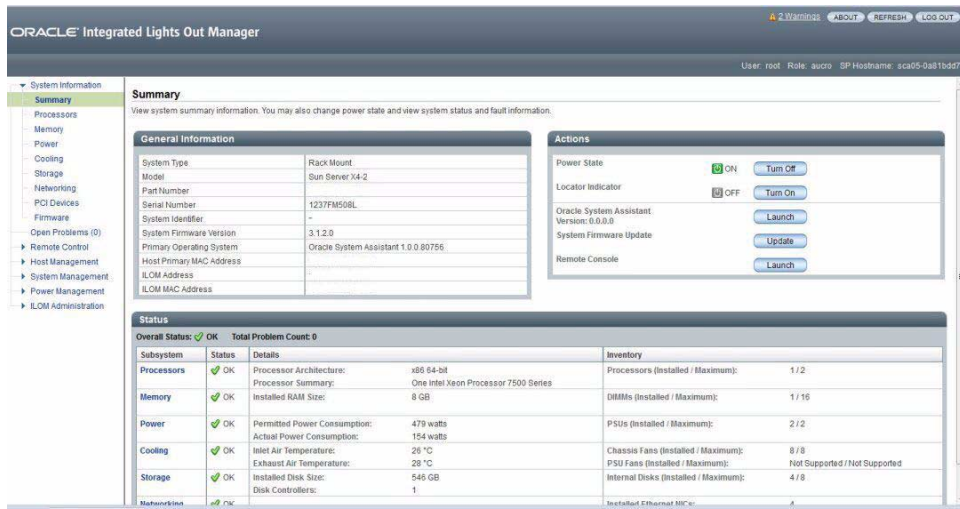 2 Warnings ABOUT REFRESH LOG OUT
ORACLE Integrated Lights Out Manager
User: root Role: aucro SP Hostname: sca05-0a81bdd7
System Information
Summary
Processors
Memory
Power
Cooling
Storage
Networking
PCI Devices
Firmware
Open Problems (0)
Remote Control
Host Management
System Management
Power Management
ILOM Administration
Summary
View system summary information. You may also change power state and view system status and fault information.
General Information
System Type Rack Mount
Model Sun Server X4-2
Part Number
Serial Number 1237FM508L
System Identifier -
System Firmware Version 3.1.2.0
Primary Operating System Oracle System Assistant 1.0.0.80756
Host Primary MAC Address
ILOM Address
ILOM MAC Address
Actions
Power State ON Turn Off
Locator Indicator OFF Turn On
Oracle System Assistant
Version: 0.0.0.0 Launch
System Firmware Update Update
Remote Console Launch
Status
Overall Status: OK Total Problem Count: 0
Subsystem Status Details Inventory
Processors OK Processor Architecture: x86 64-bit Processors (Installed / Maximum): 1 / 2
Processor Summary: One Intel Xeon Processor 7500 Series
Memory OK Installed RAM Size: 8 GB DIMMs (Installed / Maximum): 1 / 16
Power OK Permitted Power Consumption: 479 watts PSUs (Installed / Maximum): 2 / 2
Actual Power Consumption: 154 watts
Cooling OK Inlet Air Temperature: 26 °C Chassis Fans (Installed / Maximum): 8 / 8
Exhaust Air Temperature: 28 °C PSU Fans (Installed / Maximum): Not Supported / Not Supported
Storage OK Installed Disk Size: 546 GB Internal Disks (Installed / Maximum): 4 / 8
Disk Controllers: 1
Networking OK Installed Ethernet NICs: 4